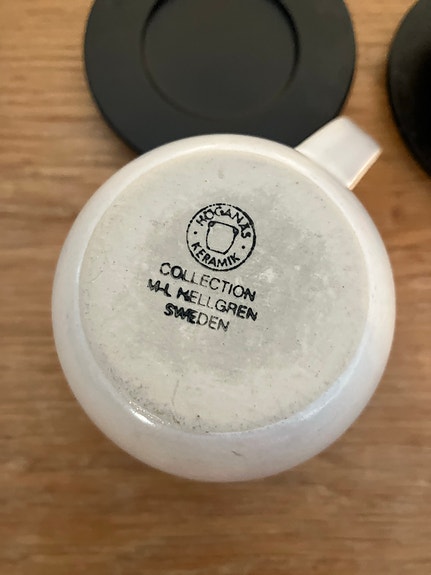 HÖGANÄS
KERAMIK
COLLECTION
M-L HELLGREN
SWEDEN